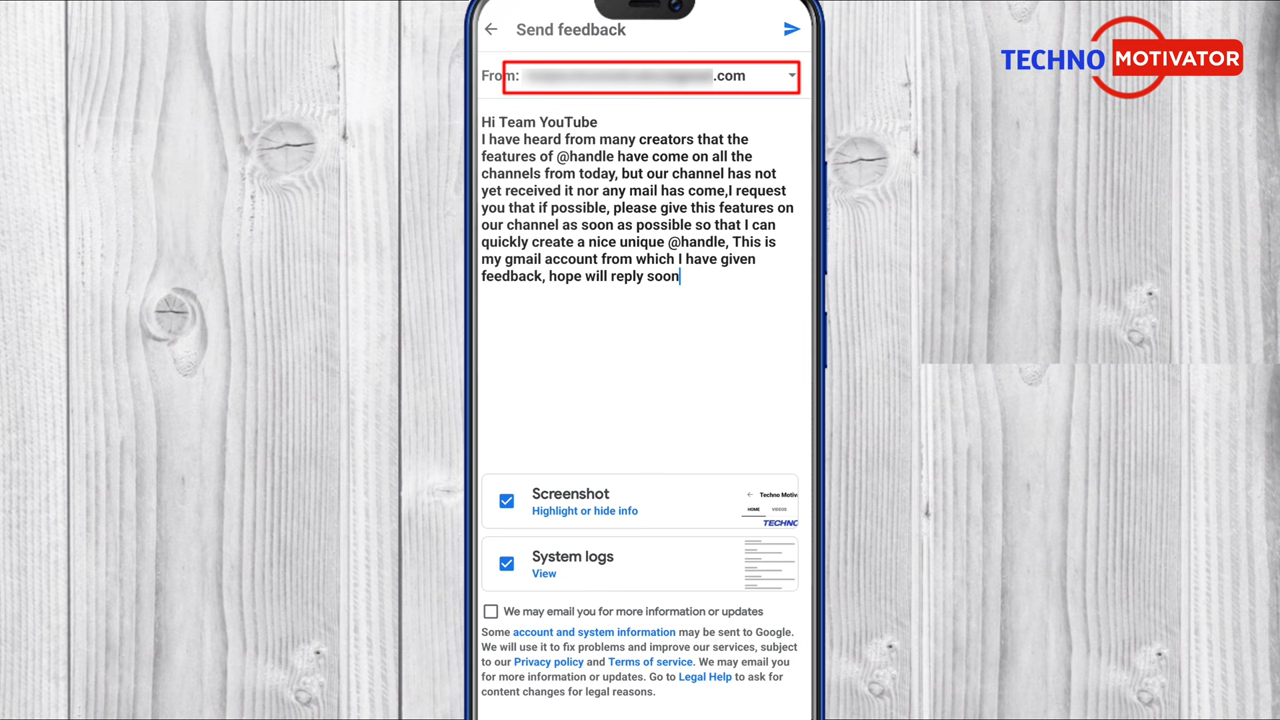 Send feedback
TECHNO MOTIVATOR
From: .com
Hi Team YouTube
I have heard from many creators that the
features of @handle have come on all the
channels from today, but our channel has not
yet received it nor any mail has come,I request
you that if possible, please give this features on
our channel as soon as possible so that I can
quickly create a nice unique @handle, This is
my gmail account from which I have given
feedback, hope will reply soon
Screenshot
Highlight or hide info
Techno Motiv
HOME VIDEOS
TECHNO
System logs
View
We may email you for more information or updates
Some account and system information may be sent to Google.
We will use it to fix problems and improve our services, subject
to our Privacy policy and Terms of service. We may email you
for more information or updates. Go to Legal Help to ask for
content changes for legal reasons.